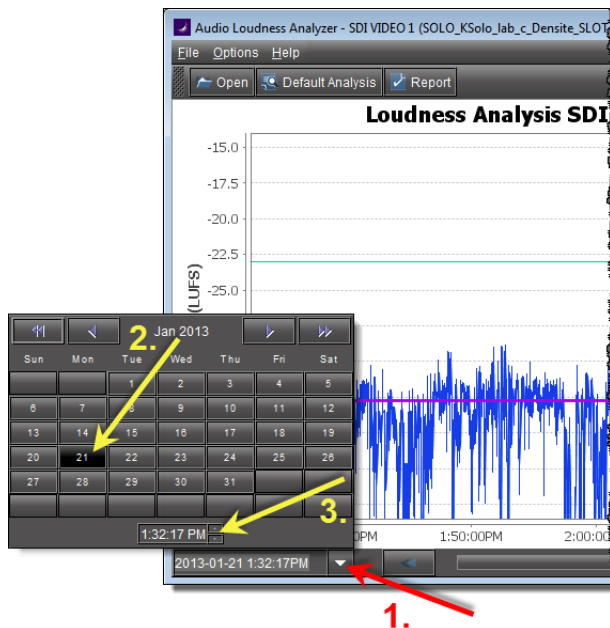 Audio Loudness Analyzer - SDI VIDEO 1 (SOLO_KSolo_lab_c_Densite_SLOT
File Options Help
Open Default Analysis Report
Loudness Analysis SDI
-15.0
-17.5
-20.0
-22.5
-25.0
(LUFS)
Jan 2013
2.
Sun Mon Tue Wed Thu Fri Sat
1 2 3 4 5
6 7 8 9 10 11 12
13 14 15 16 17 18 19
20 21 22 23 24 25 26
27 28 29 30 31
3.
1:32:17 PM
PM 1:50:00PM 2:00:00
2013-01-21 1:32:17PM
1.